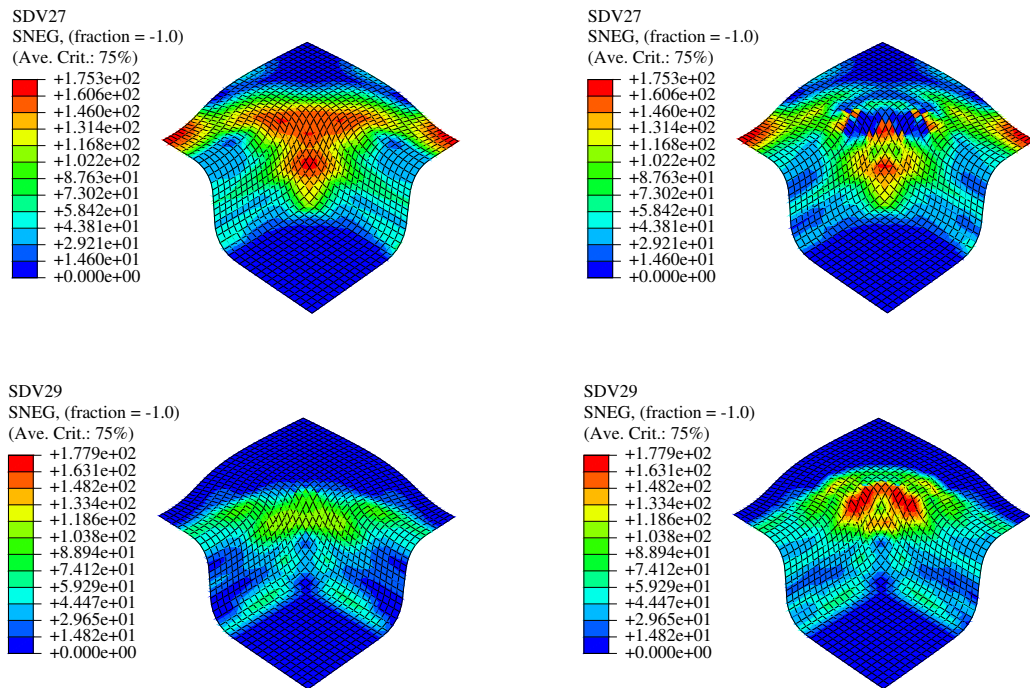 SDV27
SNEG, (fraction = -1.0)
(Ave. Crit.: 75%)
+1.753e+02
+1.606e+02
+1.460e+02
+1.314e+02
+1.168e+02
+1.022e+02
+8.763e+01
+7.302e+01
+5.842e+01
+4.381e+01
+2.921e+01
+1.460e+01
+0.000e+00
SDV27
SNEG, (fraction = -1.0)
(Ave. Crit.: 75%)
+1.753e+02
+1.606e+02
+1.460e+02
+1.314e+02
+1.168e+02
+1.022e+02
+8.763e+01
+7.302e+01
+5.842e+01
+4.381e+01
+2.921e+01
+1.460e+01
+0.000e+00
SDV29
SNEG, (fraction = -1.0)
(Ave. Crit.: 75%)
+1.779e+02
+1.631e+02
+1.482e+02
+1.334e+02
+1.186e+02
+1.038e+02
+8.894e+01
+7.412e+01
+5.929e+01
+4.447e+01
+2.965e+01
+1.482e+01
+0.000e+00
SDV29
SNEG, (fraction = -1.0)
(Ave. Crit.: 75%)
+1.779e+02
+1.631e+02
+1.482e+02
+1.334e+02
+1.186e+02
+1.038e+02
+8.894e+01
+7.412e+01
+5.929e+01
+4.447e+01
+2.965e+01
+1.482e+01
+0.000e+00